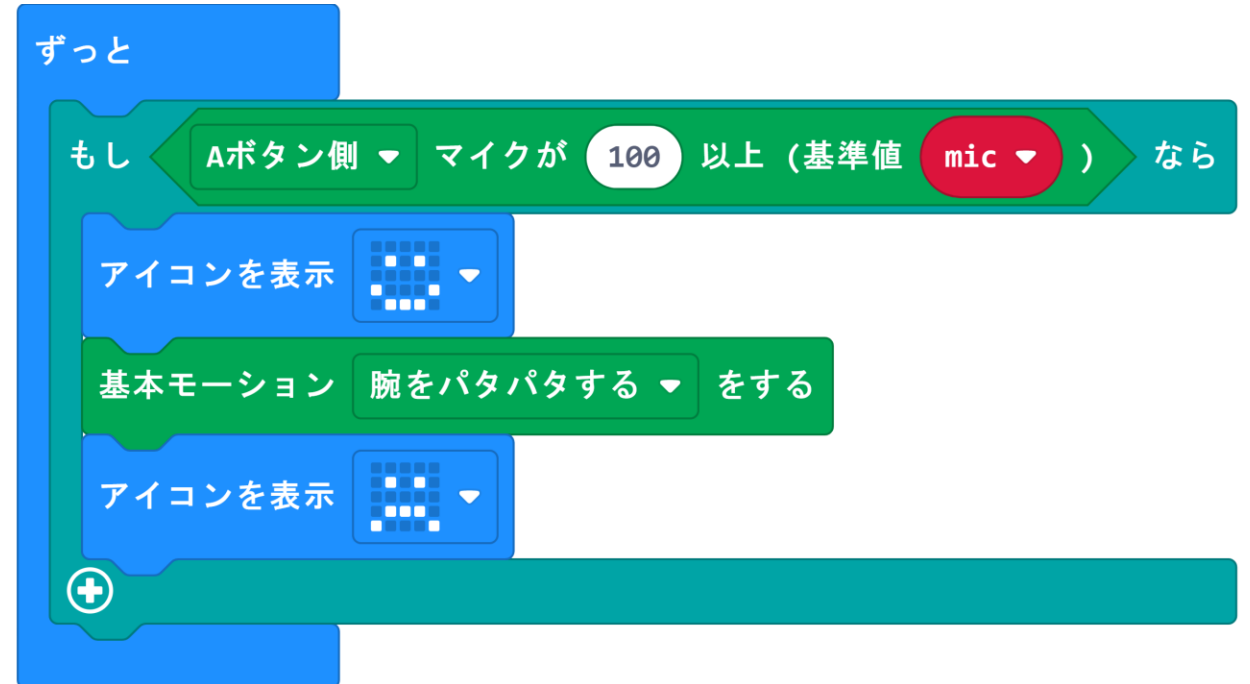 ずっと
もし Aボタン側 マイクが 100 以上 (基準値 mic ) なら
アイコンを表示
基本モーション 腕をパタパタする をする
アイコンを表示